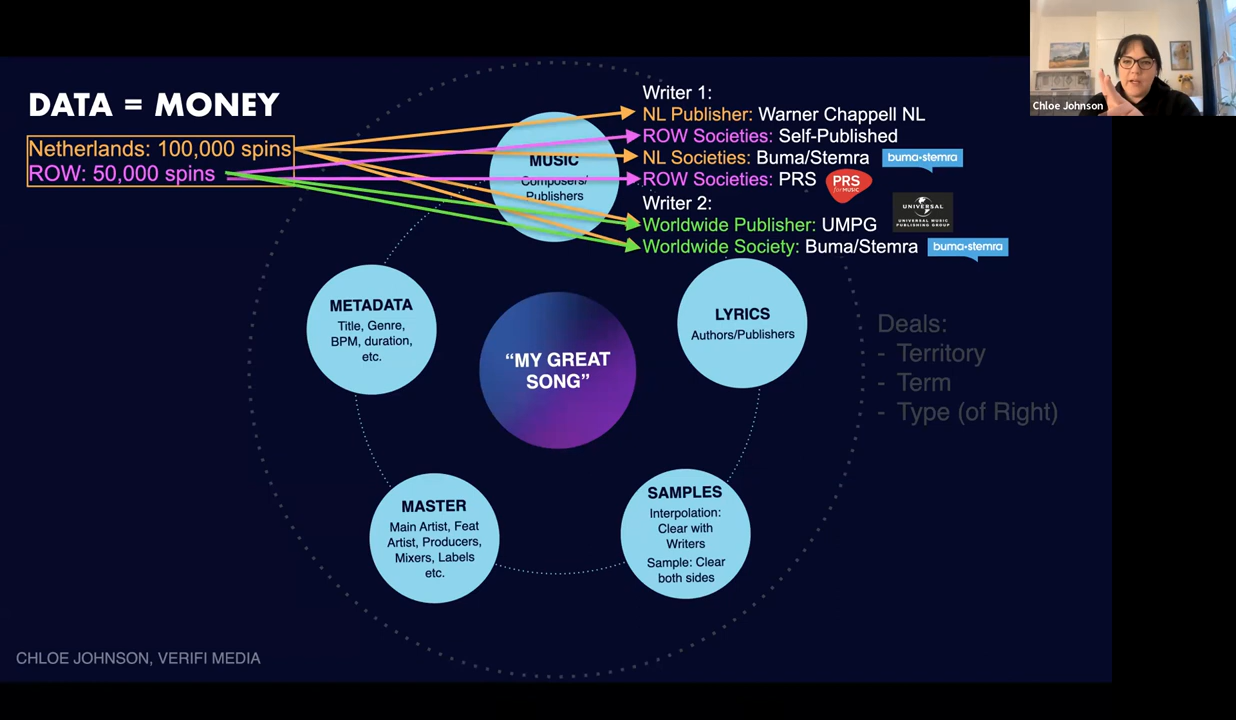 DATA = MONEY
Netherlands: 100,000 spins
ROW: 50,000 spins
Writer 1:
NL Publisher: Warner Chappell NL
ROW Societies: Self-Published
NL Societies: Buma/Stemra
buma•stemra
ROW Societies: PRS
PRS
for MUSIC
Writer 2:
Worldwide Publisher: UMPG
UNIVERSAL
UNIVERSAL MUSIC
PUBLISHING GROUP
Worldwide Society: Buma/Stemra
buma•stemra
Chloe Johnson
MUSIC
Composers/
Publishers
METADATA
Title, Genre,
BPM, duration,
etc.
“MY GREAT
SONG”
LYRICS
Authors/Publishers
Deals:
- Territory
- Term
- Type (of Right)
MASTER
Main Artist, Feat
Artist, Producers,
Mixers, Labels
etc.
SAMPLES
Interpolation:
Clear with
Writers
Sample: Clear
both sides
CHLOE JOHNSON, VERIFI MEDIA